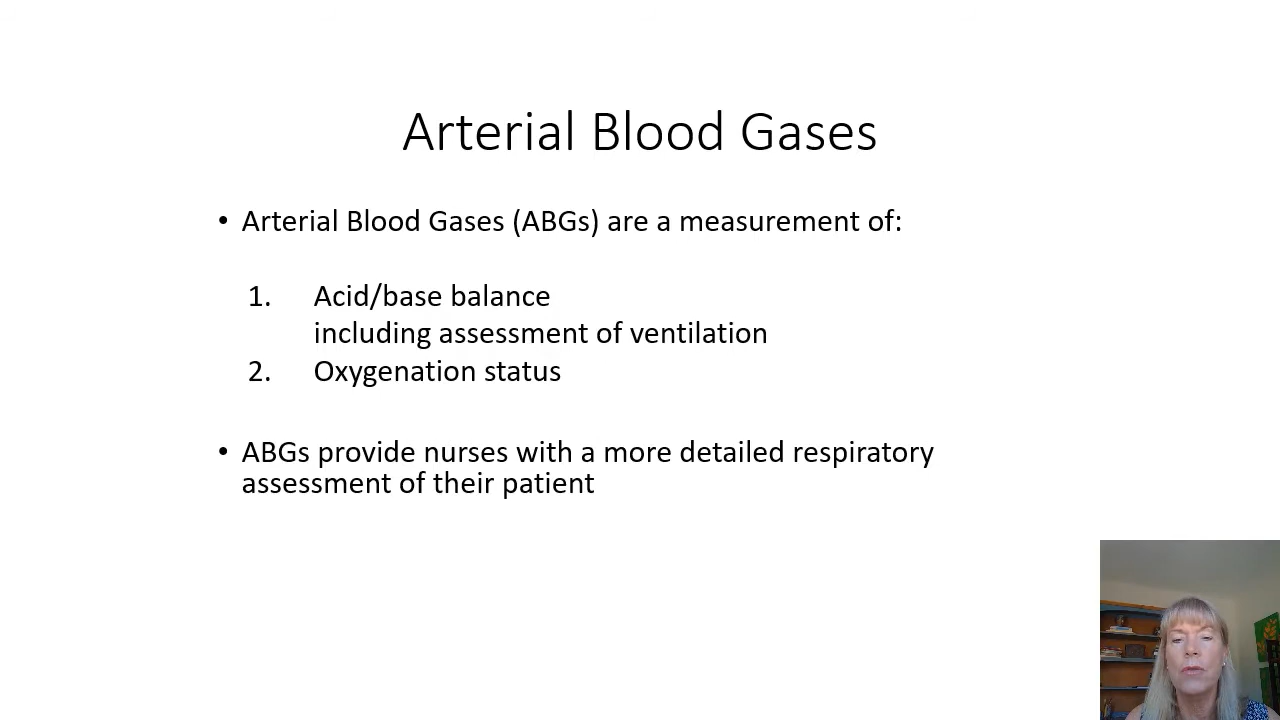 Arterial Blood Gases
• Arterial Blood Gases (ABGs) are a measurement of:
1. Acid/base balance
including assessment of ventilation
2. Oxygenation status
• ABGs provide nurses with a more detailed respiratory
assessment of their patient